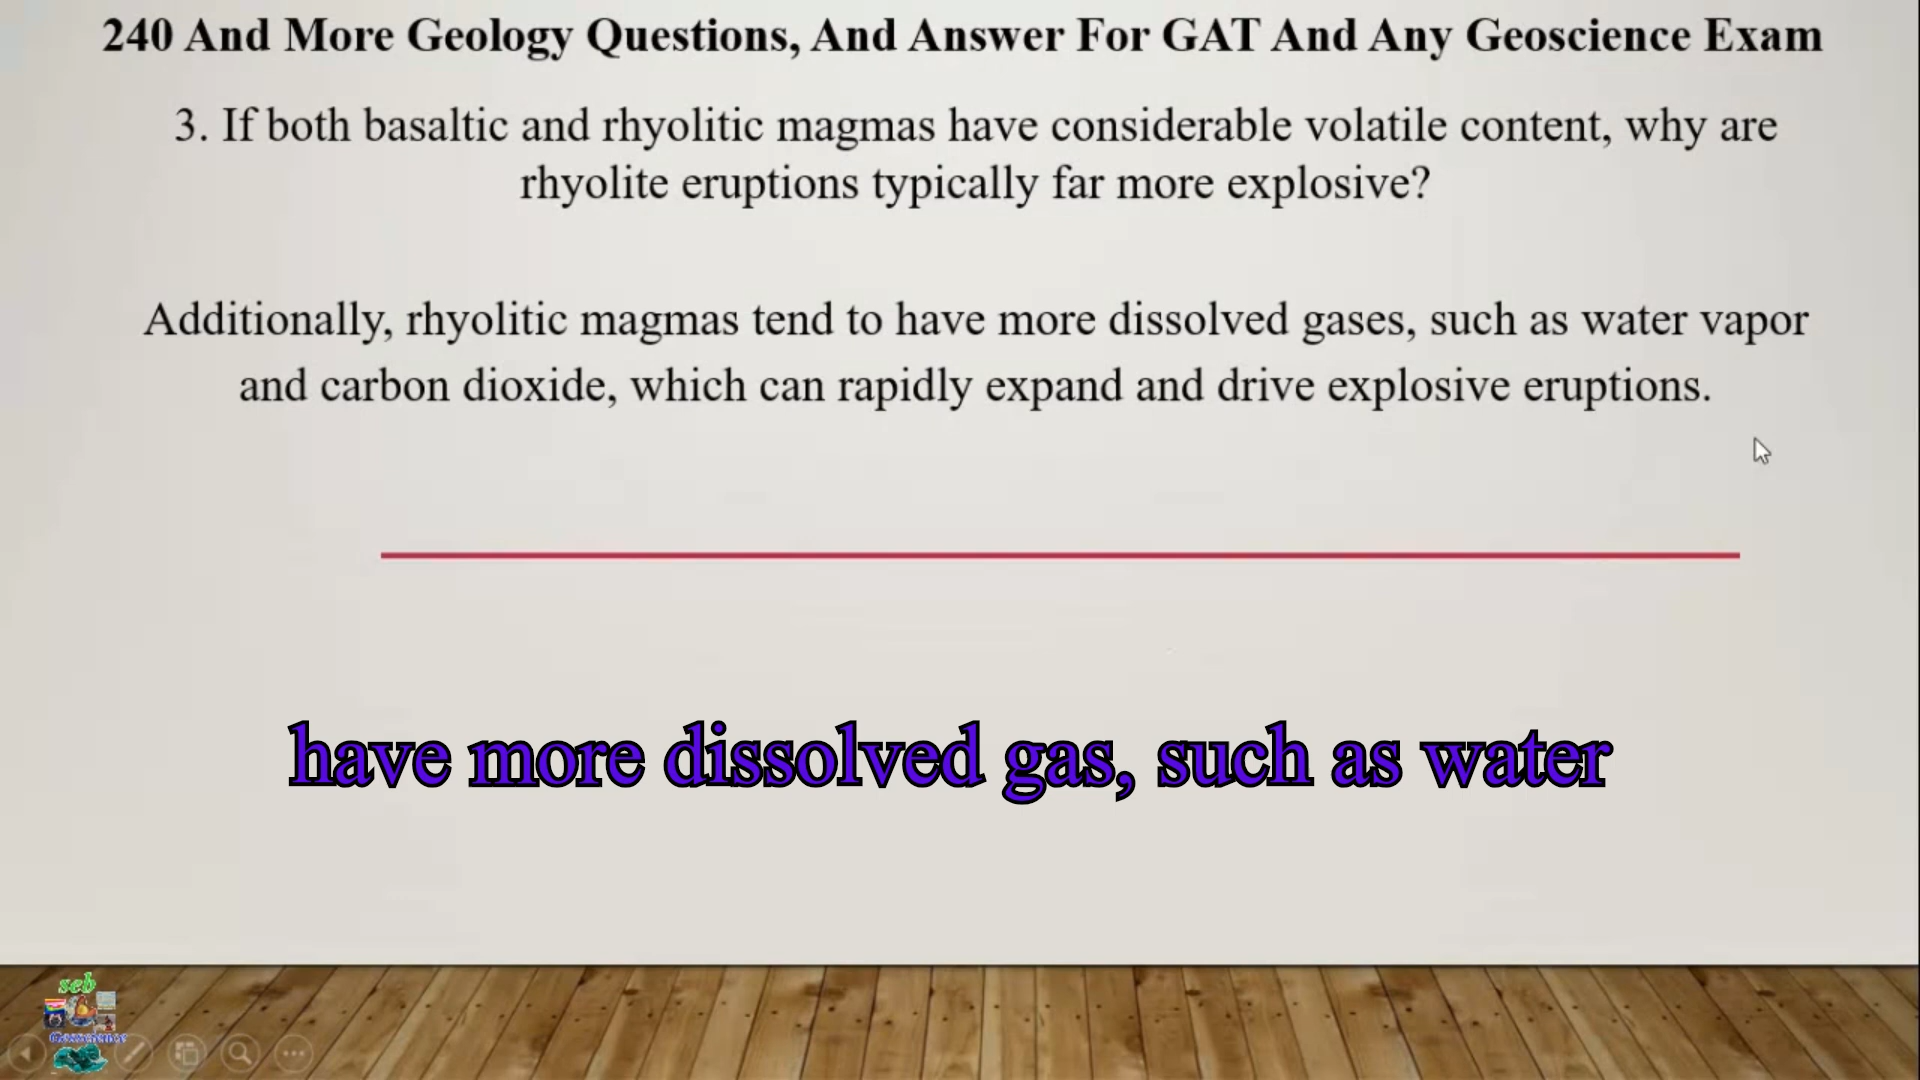 240 And More Geology Questions, And Answer For GAT And Any Geoscience Exam
3. If both basaltic and rhyolitic magmas have considerable volatile content, why are
rhyolite eruptions typically far more explosive?
Additionally, rhyolitic magmas tend to have more dissolved gases, such as water vapor
and carbon dioxide, which can rapidly expand and drive explosive eruptions.
have more dissolved gas, such as water
seb
Geoscience